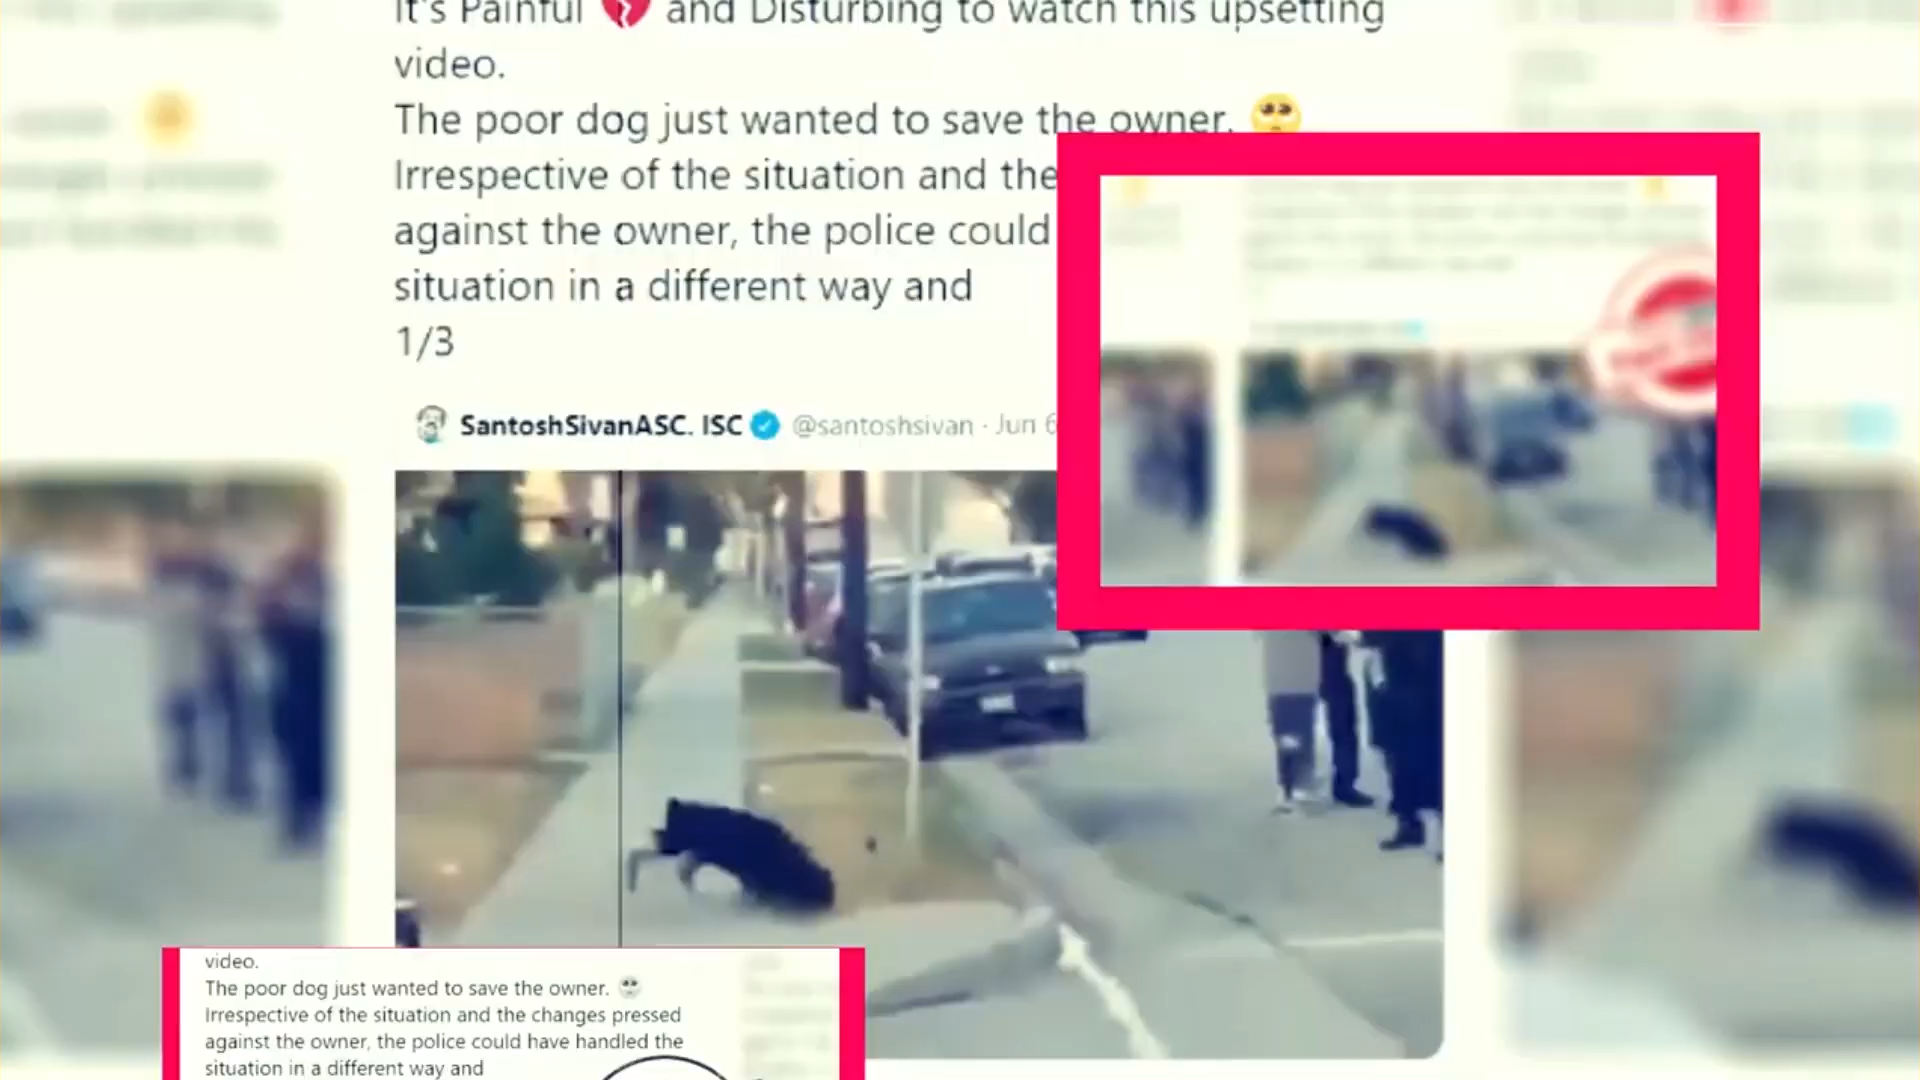 It's Painful 💔 and Disturbing to watch this upsetting
video.
The poor dog just wanted to save the owner. 🥺
Irrespective of the situation and the
against the owner, the police could
situation in a different way and
1/3
SantoshSivanASC. ISC @santoshsivan · Jun 6
video.
The poor dog just wanted to save the owner. 🥺
Irrespective of the situation and the changes pressed
against the owner, the police could have handled the
situation in a different way and